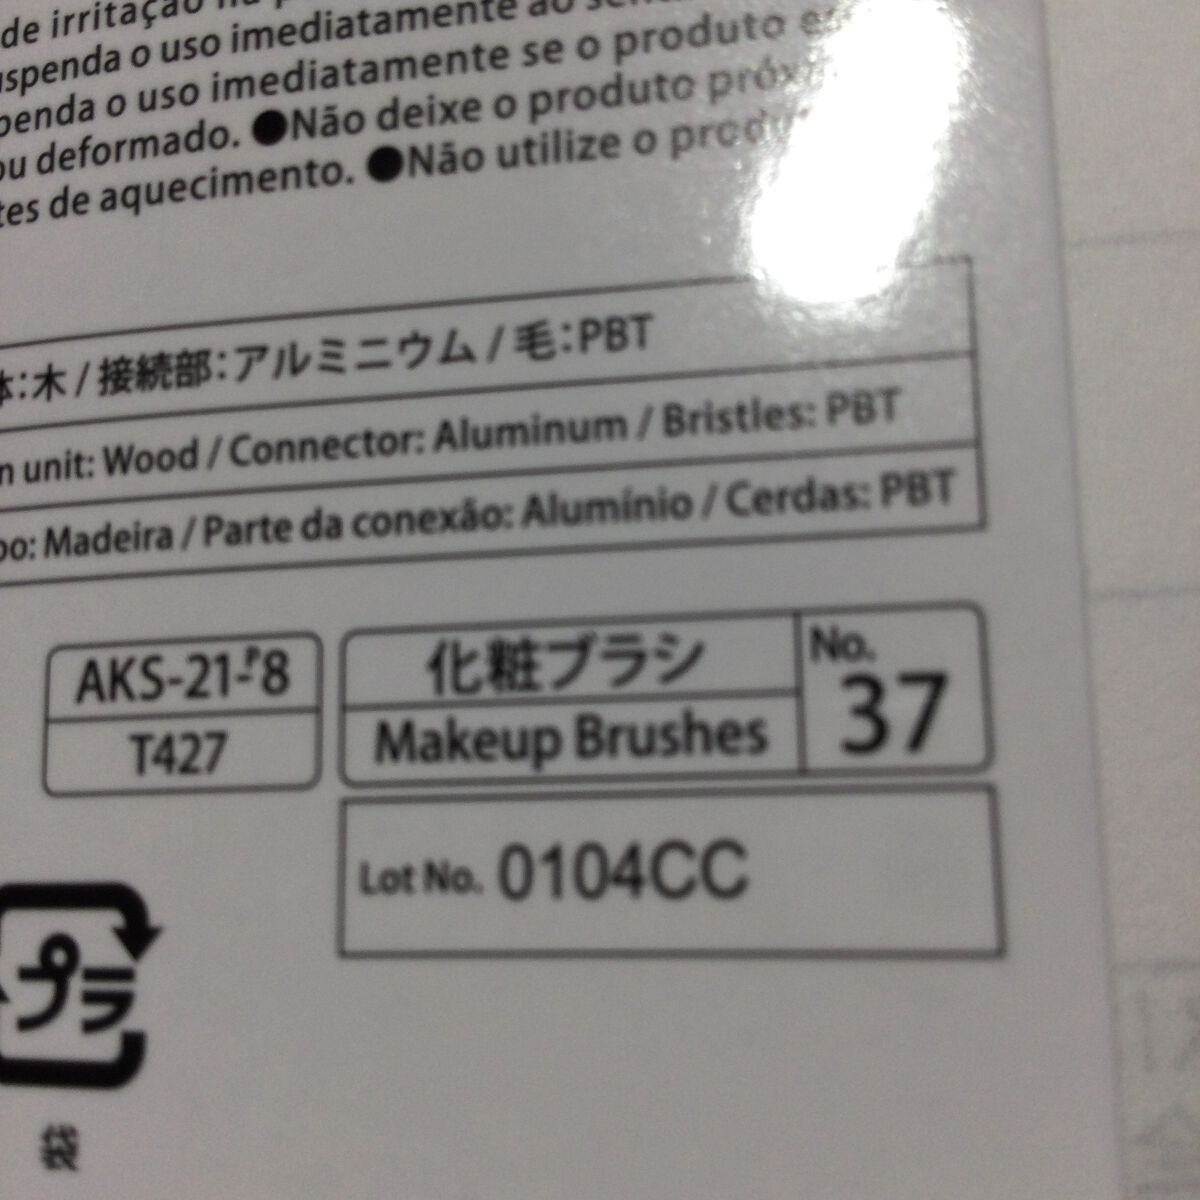 de irritação na
uspenda o uso imediatamente ao
penda o uso imediatamente se o produto
ou deformado. ●Não deixe o produto
tes de aquecimento. ●Não utilize o
体:木 / 接続部:アルミニウム / 毛:PBT
n unit: Wood / Connector: Aluminum / Bristles: PBT
po: Madeira / Parte da conexão: Alumínio / Cerdas: PBT
AKS-21-P8
T427
化粧ブラシ
Makeup Brushes
No.
37
Lot No. 0104CC
プラ
袋